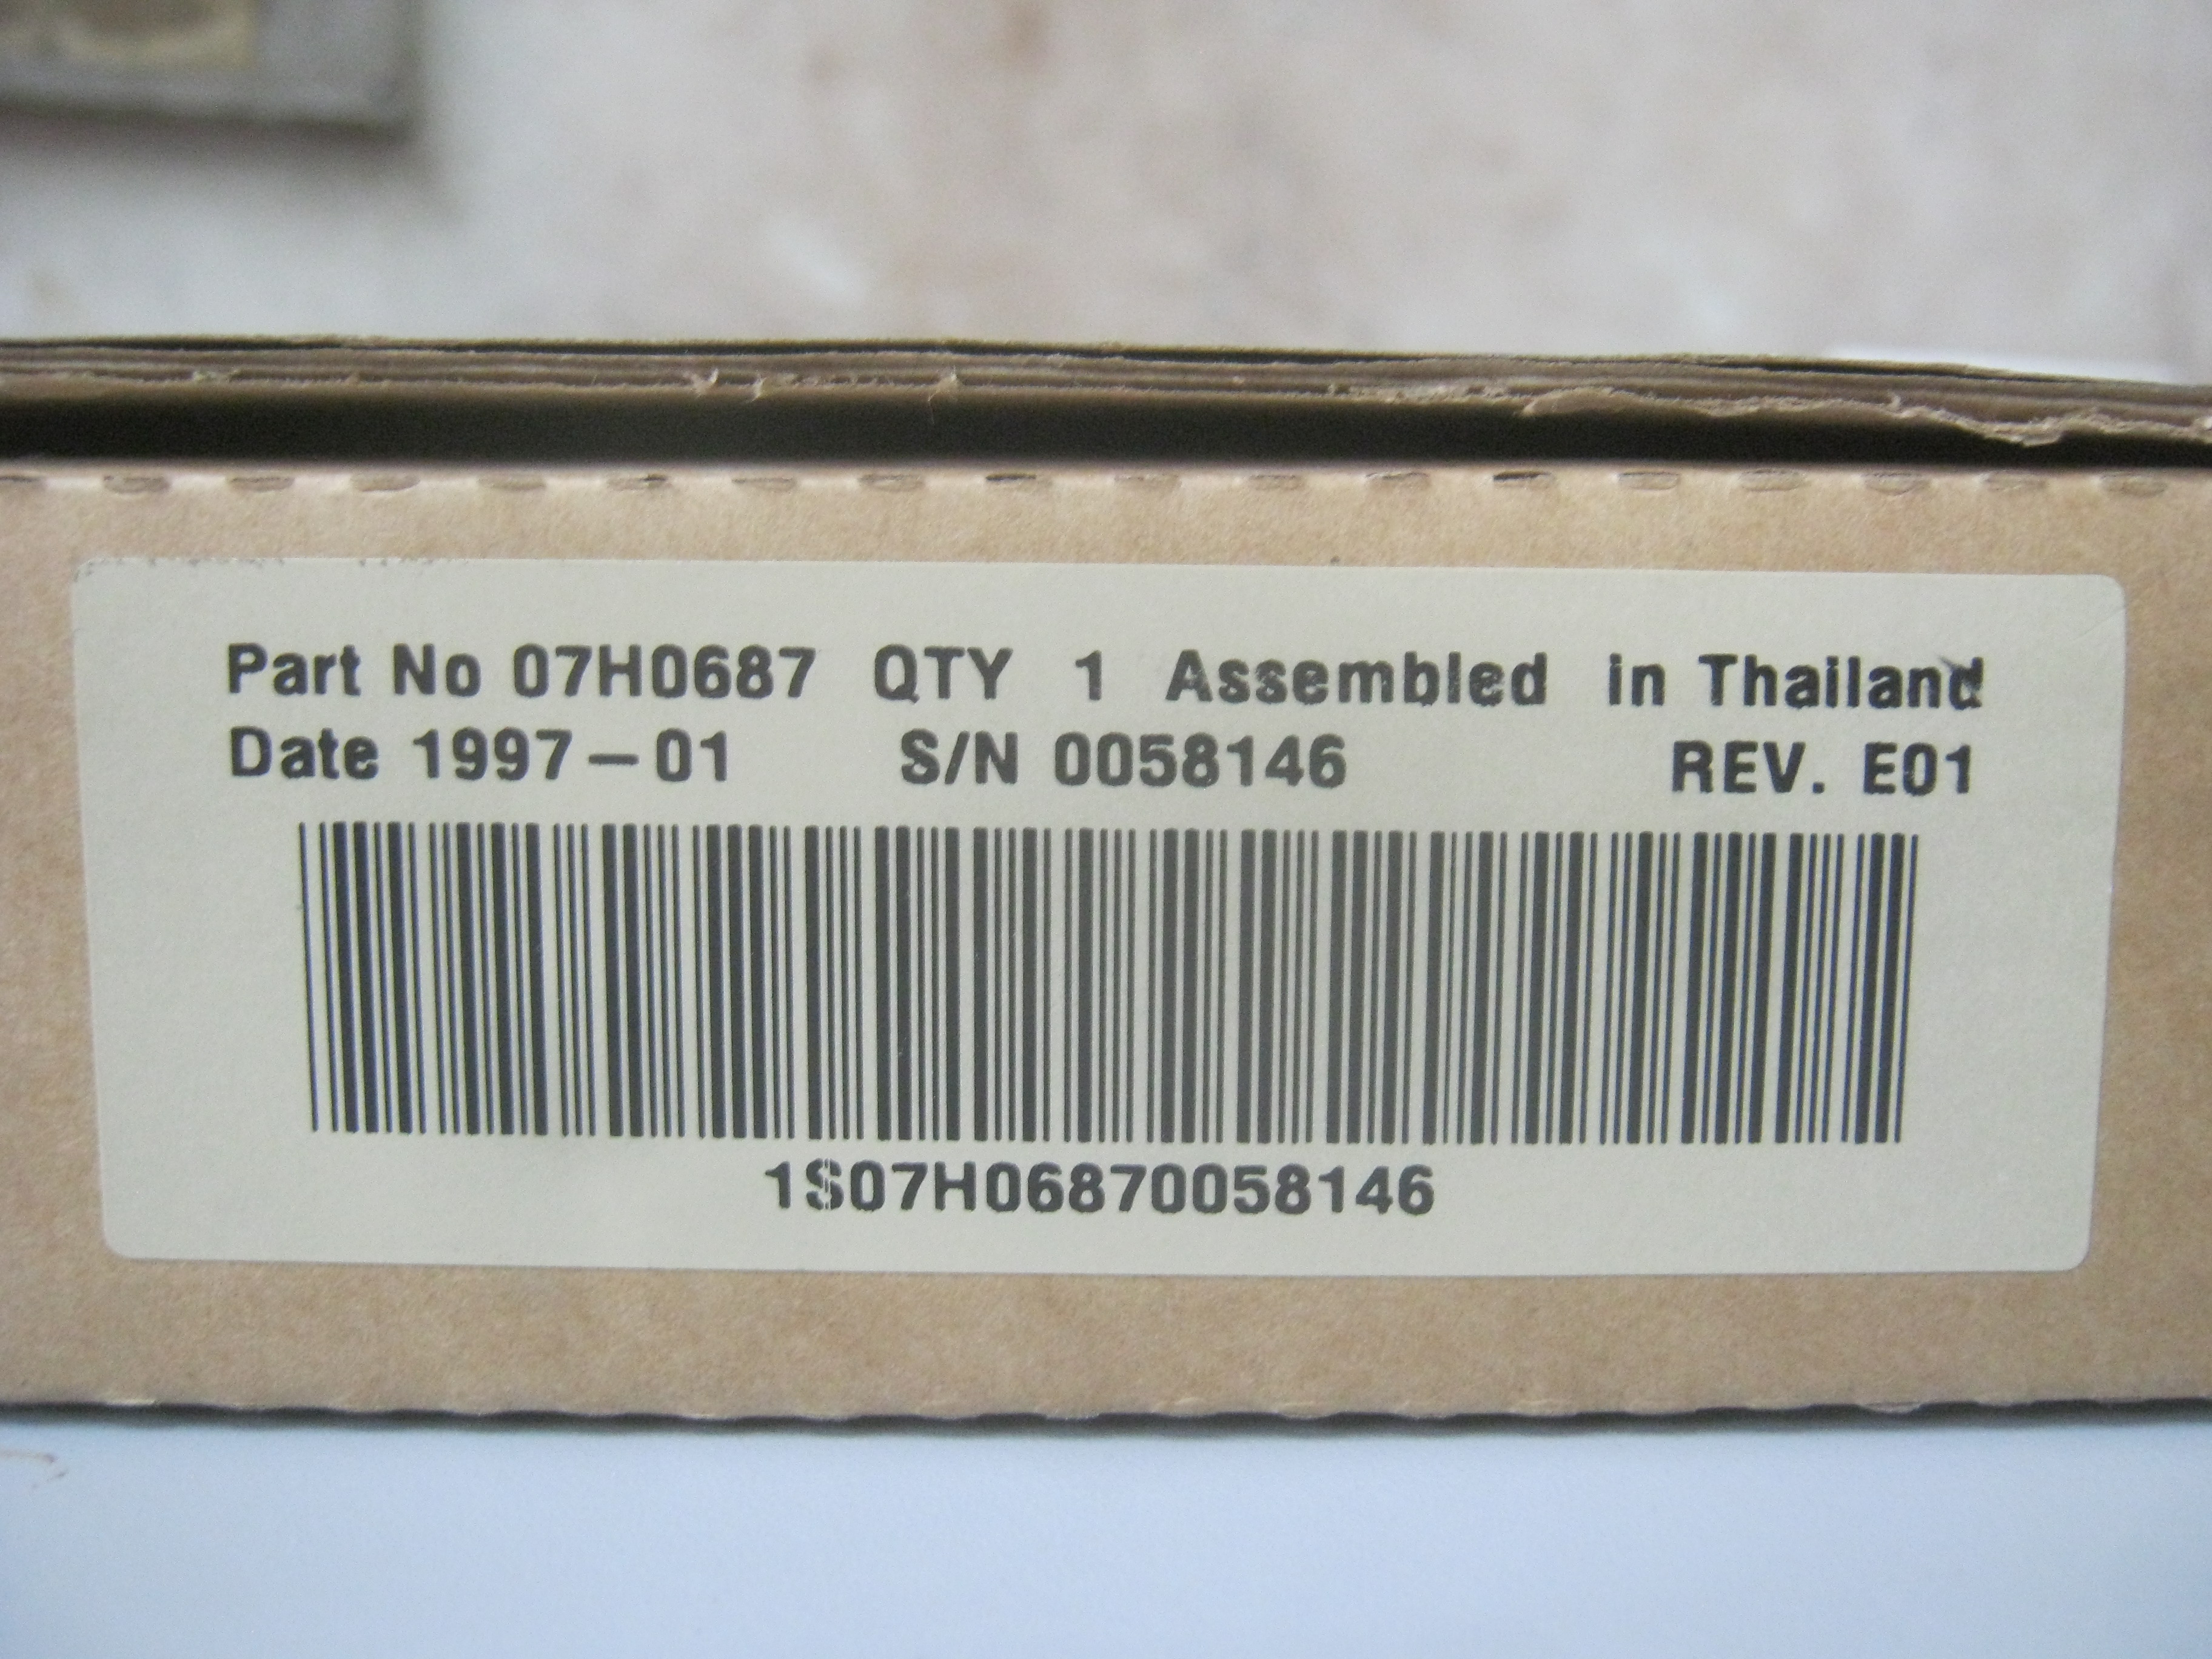 Part No 07H0687 QTY 1 Assembled in Thailand
Date 1997-01 S/N 0058146 REV. E01
1S07H06870058146